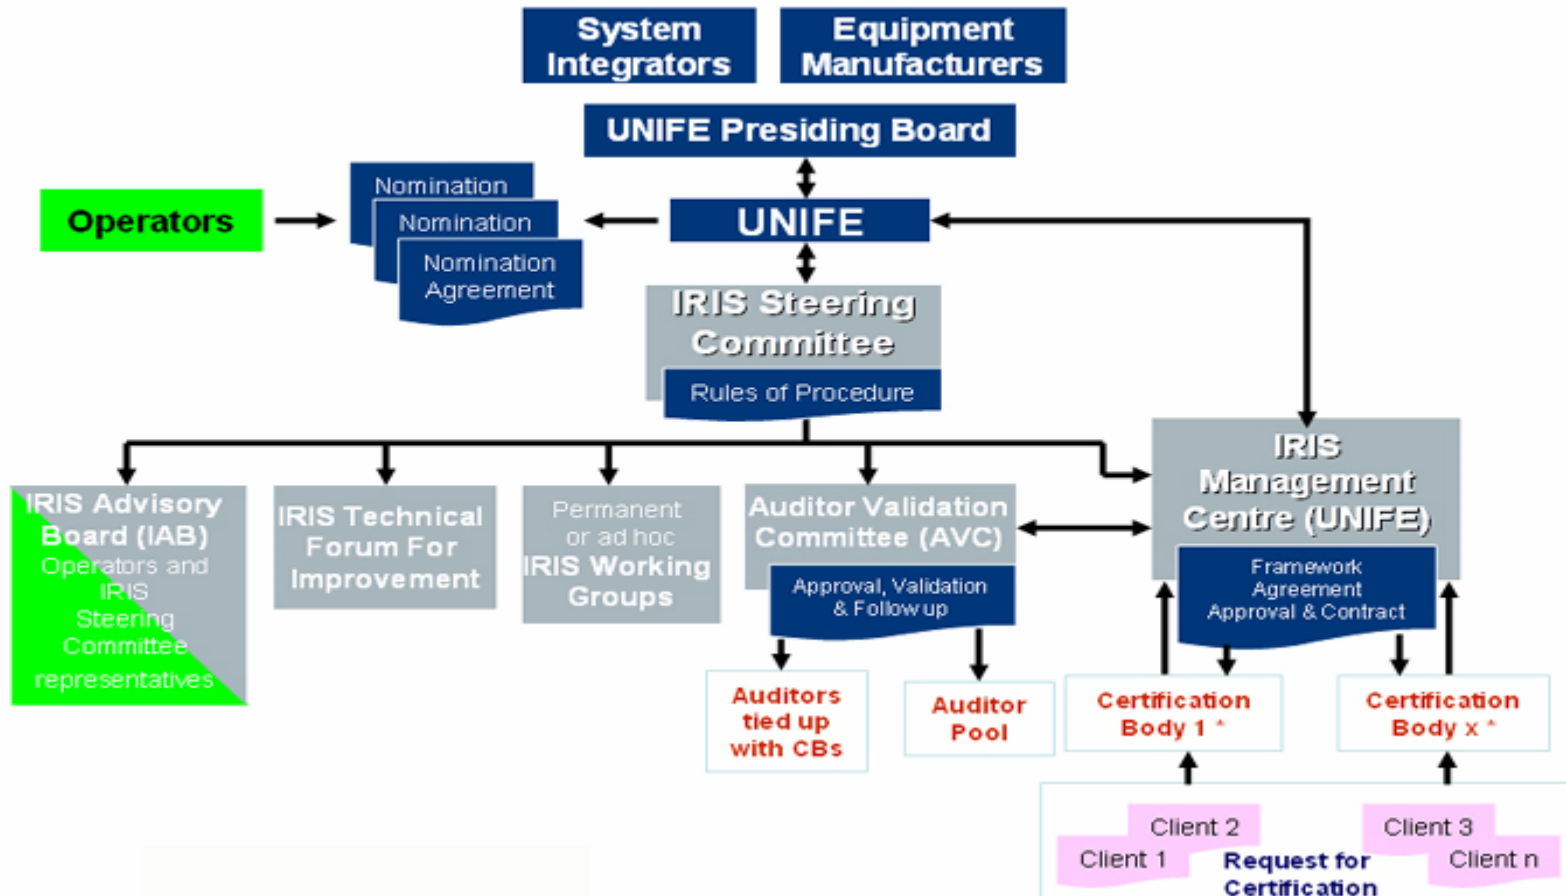 System
Integrators
Equipment
Manufacturers
UNIFE Presiding Board
Operators
Nomination
Nomination
Nomination
Agreement
UNIFE
IRIS Steering
Committee
Rules of Procedure
IRIS Advisory
Board (IAB)
Operators and
IRIS
Steering
Committee
representatives
IRIS Technical
Forum For
Improvement
Permanent
or ad hoc
IRIS Working
Groups
Auditor Validation
Committee (AVC)
Approval, Validation
& Follow up
IRIS
Management
Centre (UNIFE)
Framework
Agreement
Approval & Contract
Auditors
tied up
with CBs
Auditor
Pool
Certification
Body 1 *
Certification
Body x *
Client 2
Client 1
Client 3
Client n
Request for
Certification